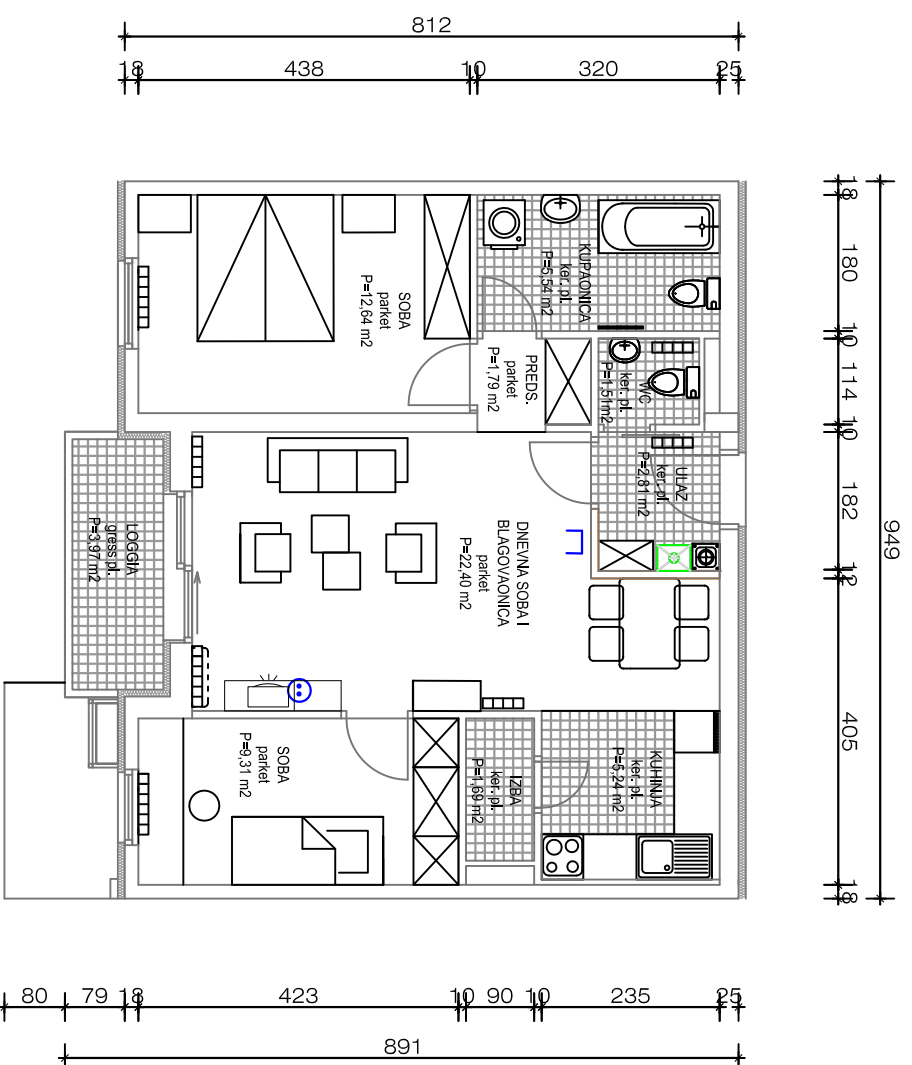 812
18
438
10
320
25
KUPAONICA
ker. pl.
P=5,54 m2
SOBA
parket
P=12,64 m2
PREDS.
parket
P=1,79 m2
WC
ker. pl.
P=1,51m2
ULAZ
ker. pl.
P=2,81 m2
LOGGIA
gress pl.
P=3,97 m2
DNEVNA SOBA I
BLAGOVAONICA
parket
P=22,40 m2
SOBA
parket
P=9,31 m2
IZBA
ker. pl.
P=1,69 m2
KUHINJA
ker. pl.
P=5,24 m2
18
180
10
114
10
182
12
405
18
949
80
79
18
423
10
90
10
235
25
891